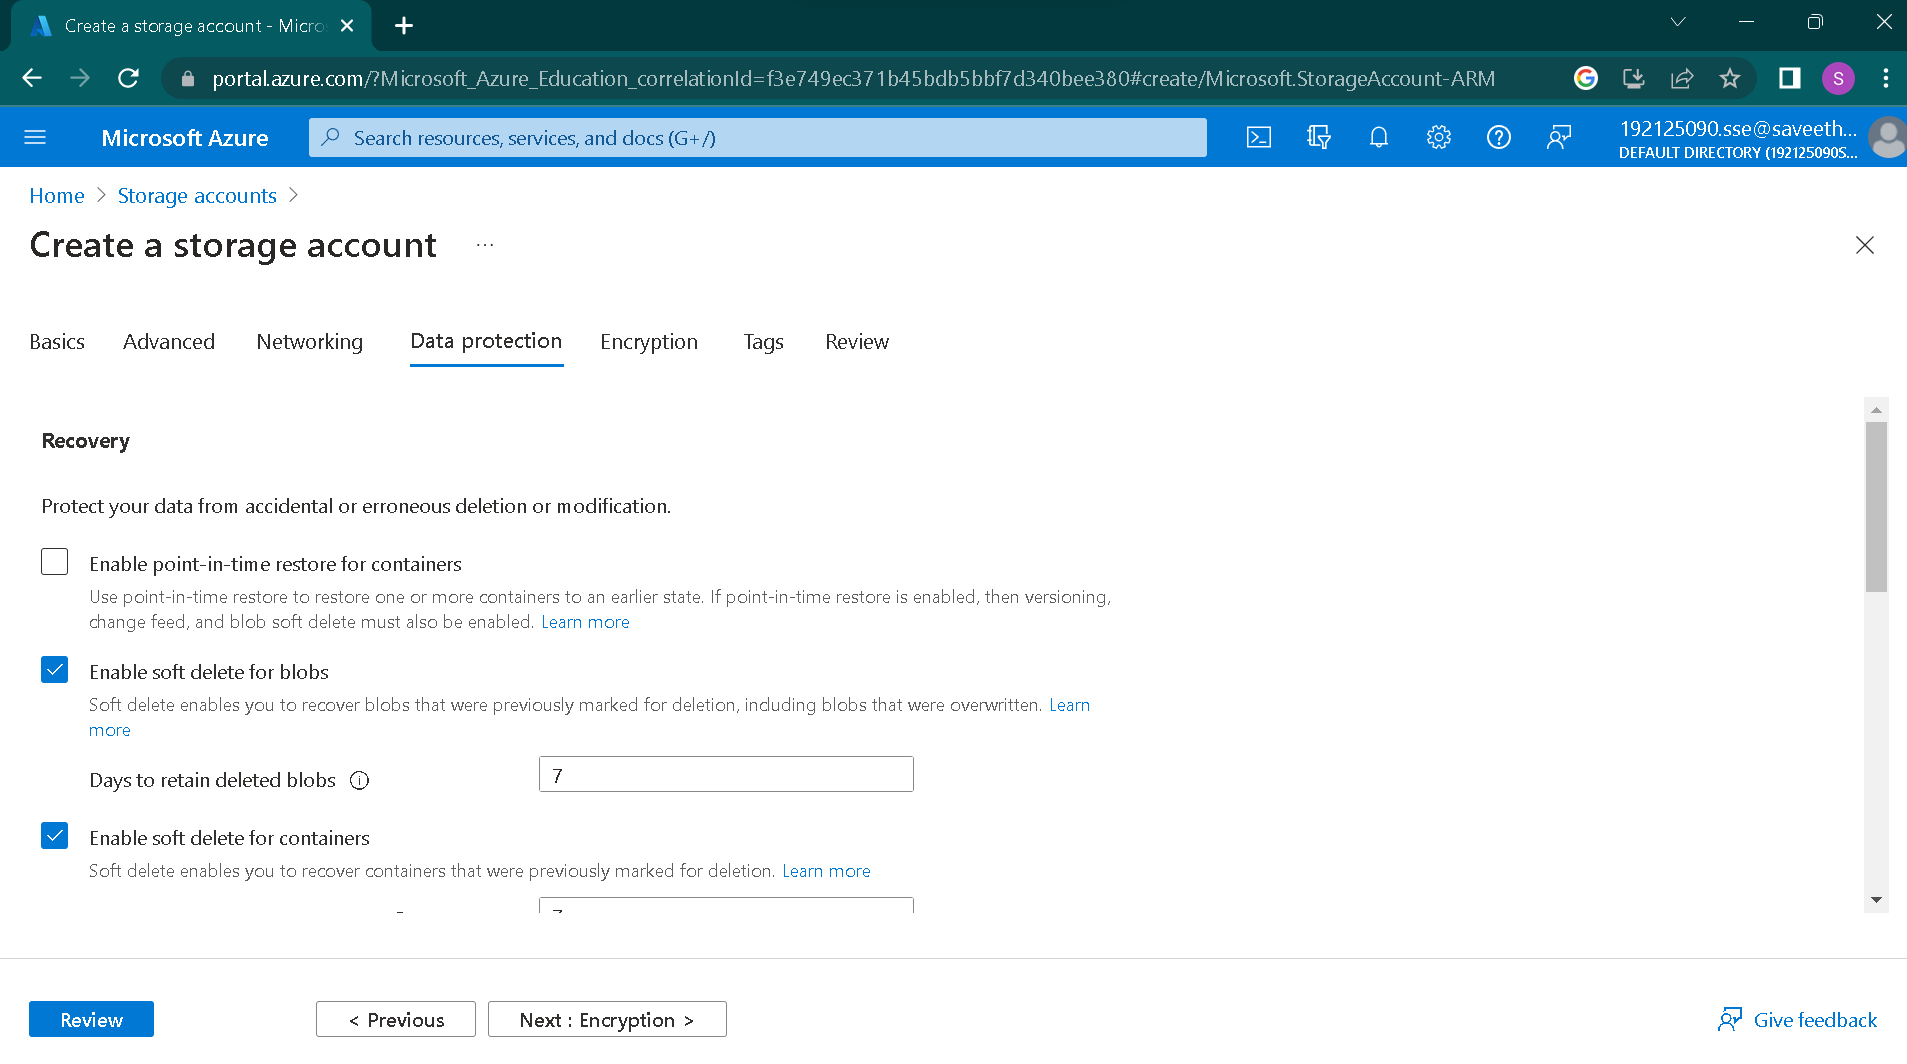 Create a storage account - Micro
portal.azure.com/?Microsoft_Azure_Education_correlationId=f3e749ec371b45bdb5bbf7d340bee380#create/Microsoft.StorageAccount-ARM
S
Microsoft Azure
Search resources, services, and docs (G+/)
192125090.sse@saveeth...
DEFAULT DIRECTORY (192125090S...
Home > Storage accounts >
Create a storage account ...
Basics Advanced Networking Data protection Encryption Tags Review
Recovery
Protect your data from accidental or erroneous deletion or modification.
Enable point-in-time restore for containers
Use point-in-time restore to restore one or more containers to an earlier state. If point-in-time restore is enabled, then versioning,
change feed, and blob soft delete must also be enabled. Learn more
Enable soft delete for blobs
Soft delete enables you to recover blobs that were previously marked for deletion, including blobs that were overwritten. Learn
more
Days to retain deleted blobs 7
Enable soft delete for containers
Soft delete enables you to recover containers that were previously marked for deletion. Learn more
Review < Previous Next : Encryption > Give feedback